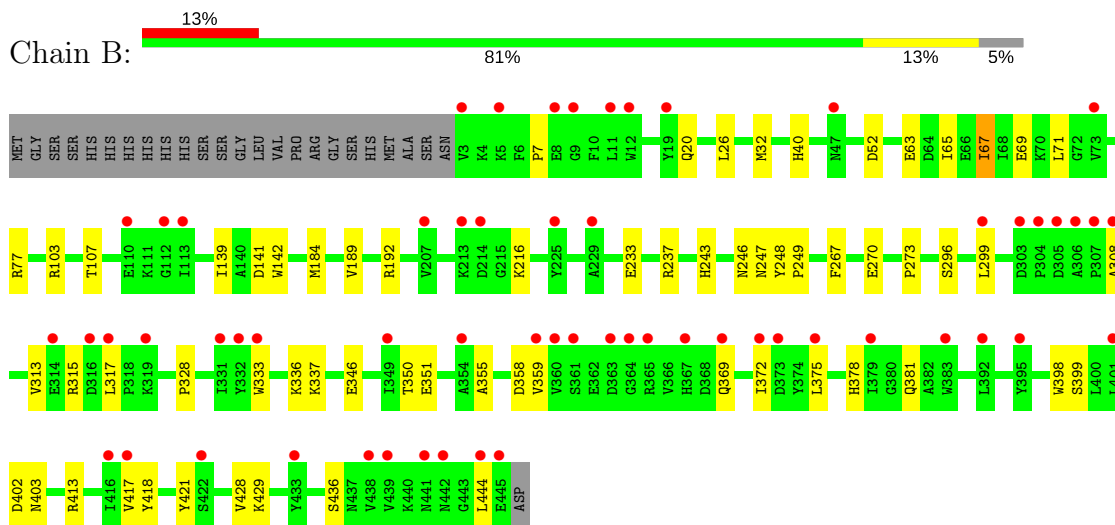 13%
Chain B:
81% 13% 5%
MET GLY SER SER HIS HIS HIS HIS HIS HIS SER SER GLY LEU VAL PRO ARG GLY SER HIS MET ALA SER ASN V3 K4 K5 F6 P7 E8 G9 F10 L11 W12 Y19 Q20 L26 M32 H40 N47 D52 E63 D64 I65 E66 I67 I68 E69 K70 L71 G72 V73
R77 R103 T107 E110 K111 G112 I113 I139 A140 D141 W142 M184 V189 R192 V207 K213 D214 G215 K216 Y225 A229 E233 R237 H243 N246 N247 Y248 P249 F267 E270 P273 S296 L299 D303 P304 D305 A306 P307 A308
V313 E314 R315 D316 L317 P318 K319 P328 I331 Y332 W333 K336 K337 E346 I349 T350 E351 A354 A355 D358 V359 V360 S361 E362 D363 G364 R365 V366 H367 D368 Q369 I372 D373 Y374 L375 H378 I379 G380 Q381 A382 W383 L392 Y395 W398 S399 L400 L401
D402 N403 R413 I416 V417 Y418 Y421 S422 V428 K429 Y433 S436 N437 V438 V439 K440 N441 N442 G443 L444 E445 ASP